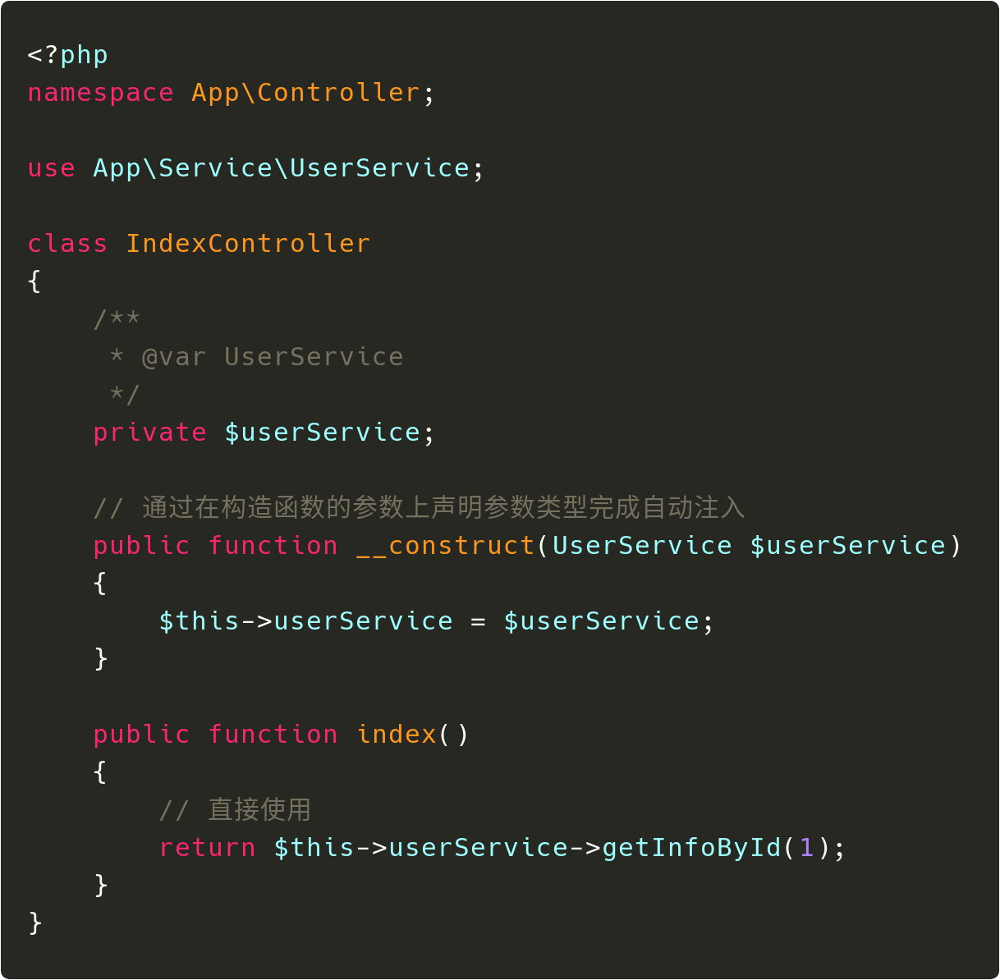 <?php
namespace App\Controller;

use App\Service\UserService;

class IndexController
{
    /**
     * @var UserService
     */
    private $userService;

    // 通过在构造函数的参数上声明参数类型完成自动注入
    public function __construct(UserService $userService)
    {
        $this->userService = $userService;
    }

    public function index()
    {
        // 直接使用
        return $this->userService->getInfoById(1);
    }
}